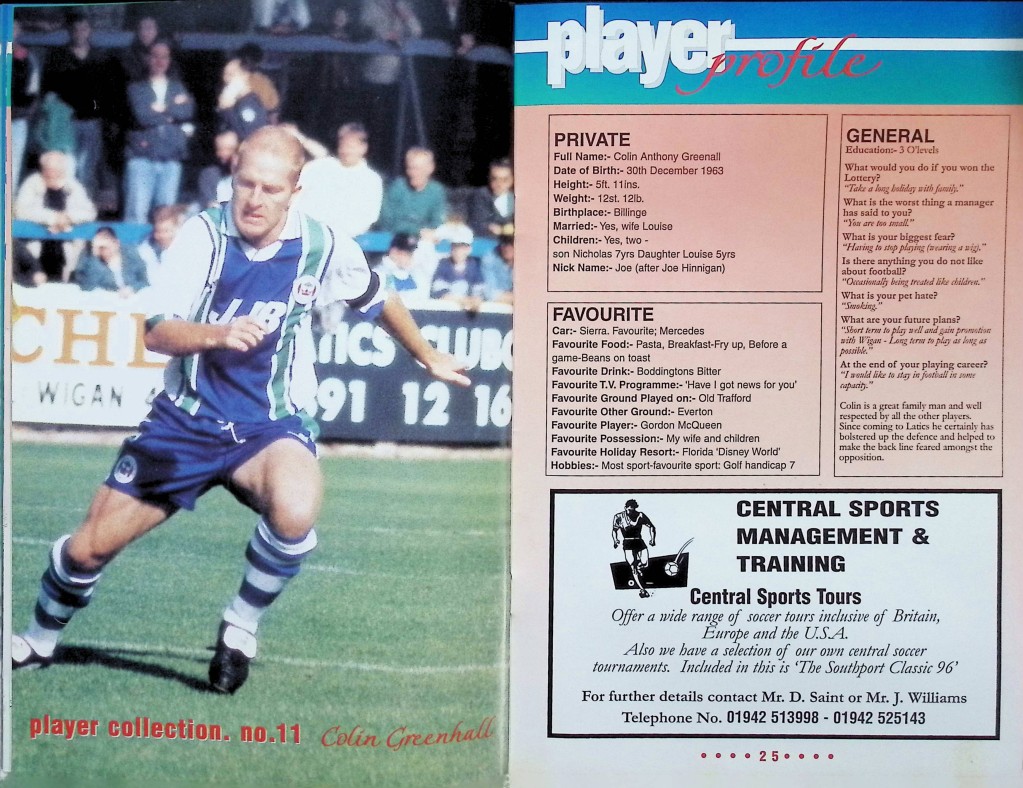 CH
WIGAN 4
TICS CLUBC
391 12 16
JJB
player collection. no.11 Colin Greenhall
player profile
PRIVATE
Full Name:- Colin Anthony Greenall
Date of Birth:- 30th December 1963
Height:- 5ft. 11ins.
Weight:- 12st. 12lb.
Birthplace:- Billinge
Married:- Yes, wife Louise
Children:- Yes, two -
son Nicholas 7yrs Daughter Louise 5yrs
Nick Name:- Joe (after Joe Hinnigan)
FAVOURITE
Car:- Sierra. Favourite; Mercedes
Favourite Food:- Pasta, Breakfast-Fry up, Before a
game-Beans on toast
Favourite Drink:- Boddingtons Bitter
Favourite T.V. Programme:- 'Have I got news for you'
Favourite Ground Played on:- Old Trafford
Favourite Other Ground:- Everton
Favourite Player:- Gordon McQueen
Favourite Possession:- My wife and children
Favourite Holiday Resort:- Florida 'Disney World'
Hobbies:- Most sport-favourite sport: Golf handicap 7
GENERAL
Education:- 3 O'levels
What would you do if you won the
Lottery?
"Take a long holiday with family."
What is the worst thing a manager
has said to you?
"You are too small."
What is your biggest fear?
"Having to stop playing (wearing a wig)."
Is there anything you do not like
about football?
"Occasionally being treated like children."
What is your pet hate?
"Smoking."
What are your future plans?
"Short term to play well and gain promotion
with Wigan - Long term to play as long as
possible."
At the end of your playing career?
"I would like to stay in football in some
capacity."
Colin is a great family man and well
respected by all the other players.
Since coming to Latics he certainly has
bolstered up the defence and helped to
make the back line feared amongst the
opposition.
CENTRAL SPORTS
MANAGEMENT &
TRAINING
Central Sports Tours
Offer a wide range of soccer tours inclusive of Britain,
Europe and the U.S.A.
Also we have a selection of our own central soccer
tournaments. Included in this is 'The Southport Classic 96'
For further details contact Mr. D. Saint or Mr. J. Williams
Telephone No. 01942 513998 - 01942 525143
• • • • 25 • • • •